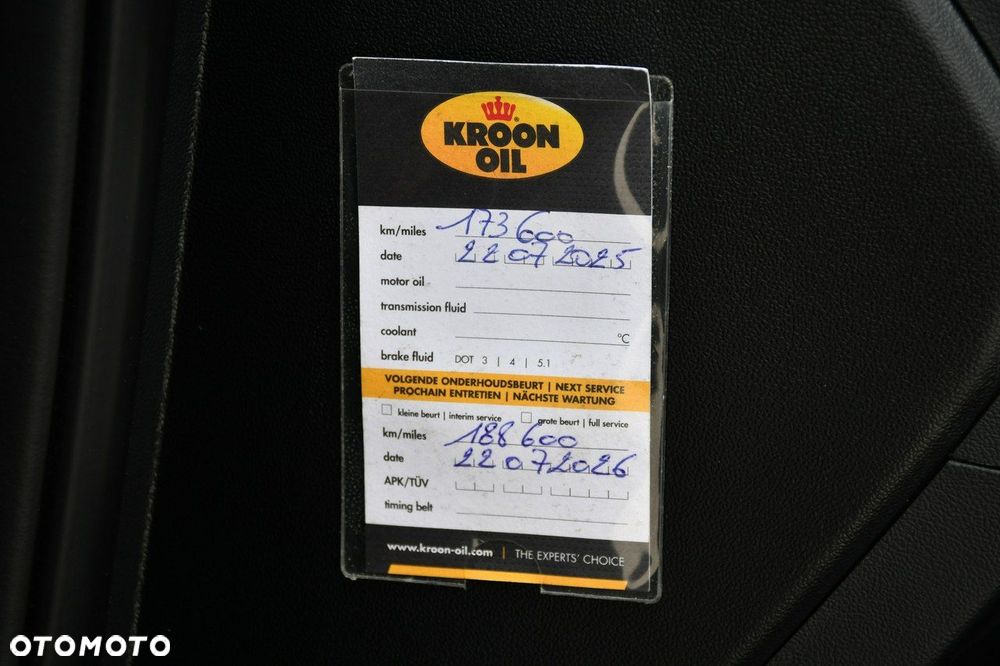 KROON
OIL
km/miles 173 600
date 22 07 2025
motor oil
transmission fluid
coolant °C
brake fluid DOT 3 | 4 | 5.1
VOLGENDE ONDERHOUDSBEURT | NEXT SERVICE
PROCHAIN ENTRETIEN | NÄCHSTE WARTUNG
kleine beurt | interim service grote beurt | full service
km/miles 188 600
date 22 07 2026
APK/TÜV
timing belt
www.kroon-oil.com | THE EXPERTS' CHOICE
OTOMOTO